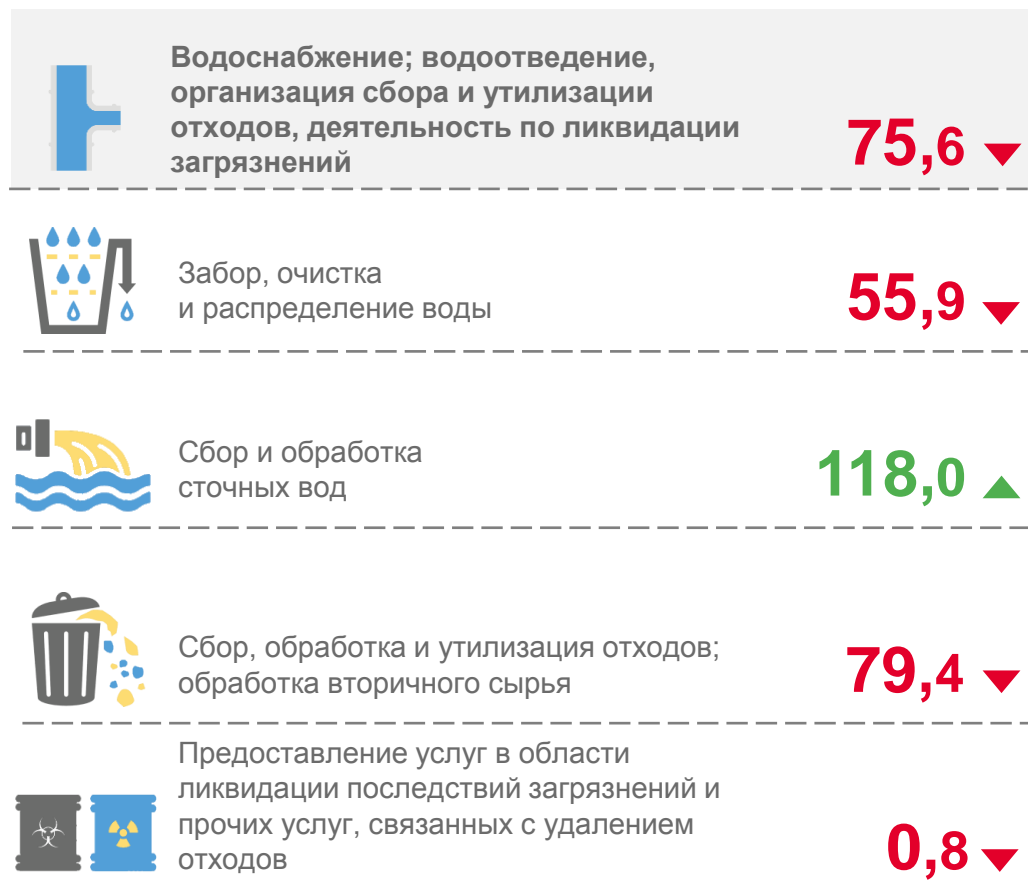 Водоснабжение; водоотведение,
организация сбора и утилизации
отходов, деятельность по ликвидации
загрязнений
75,6
Забор, очистка
и распределение воды
55,9
Сбор и обработка
сточных вод
118,0
Сбор, обработка и утилизация отходов;
обработка вторичного сырья
79,4
Предоставление услуг в области
ликвидации последствий загрязнений и
прочих услуг, связанных с удалением
отходов
0,8